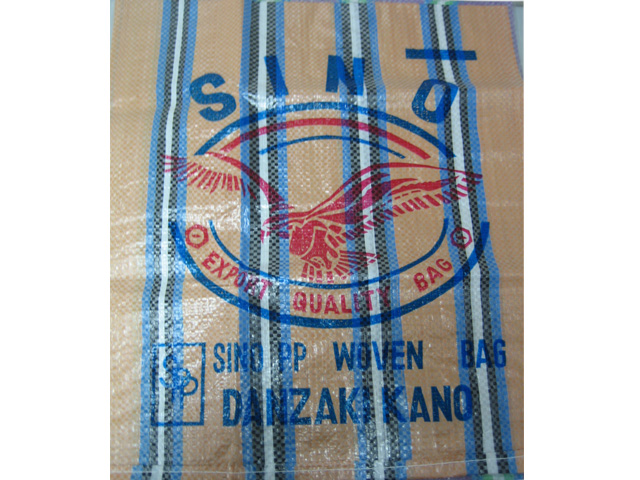 SINO
EXPORT QUALITY BAG
SINO PP WOVEN BAG
DANZAKI KANO